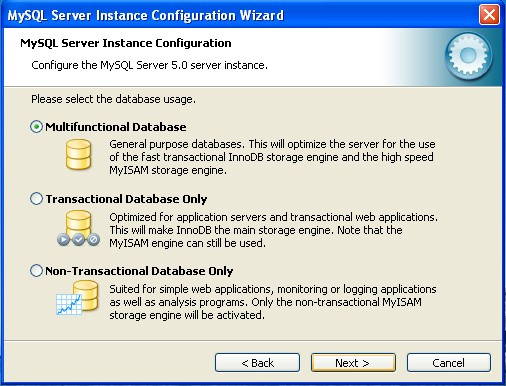 MySQL Server Instance Configuration Wizard
MySQL Server Instance Configuration
Configure the MySQL Server 5.0 server instance.
Please select the database usage.
Multifunctional Database
General purpose databases. This will optimize the server for the use
of the fast transactional InnoDB storage engine and the high speed
MyISAM storage engine.
Transactional Database Only
Optimized for application servers and transactional web applications.
This will make InnoDB the main storage engine. Note that the
MyISAM engine can still be used.
Non-Transactional Database Only
Suited for simple web applications, monitoring or logging applications
as well as analysis programs. Only the non-transactional MyISAM
storage engine will be activated.
< Back Next > Cancel